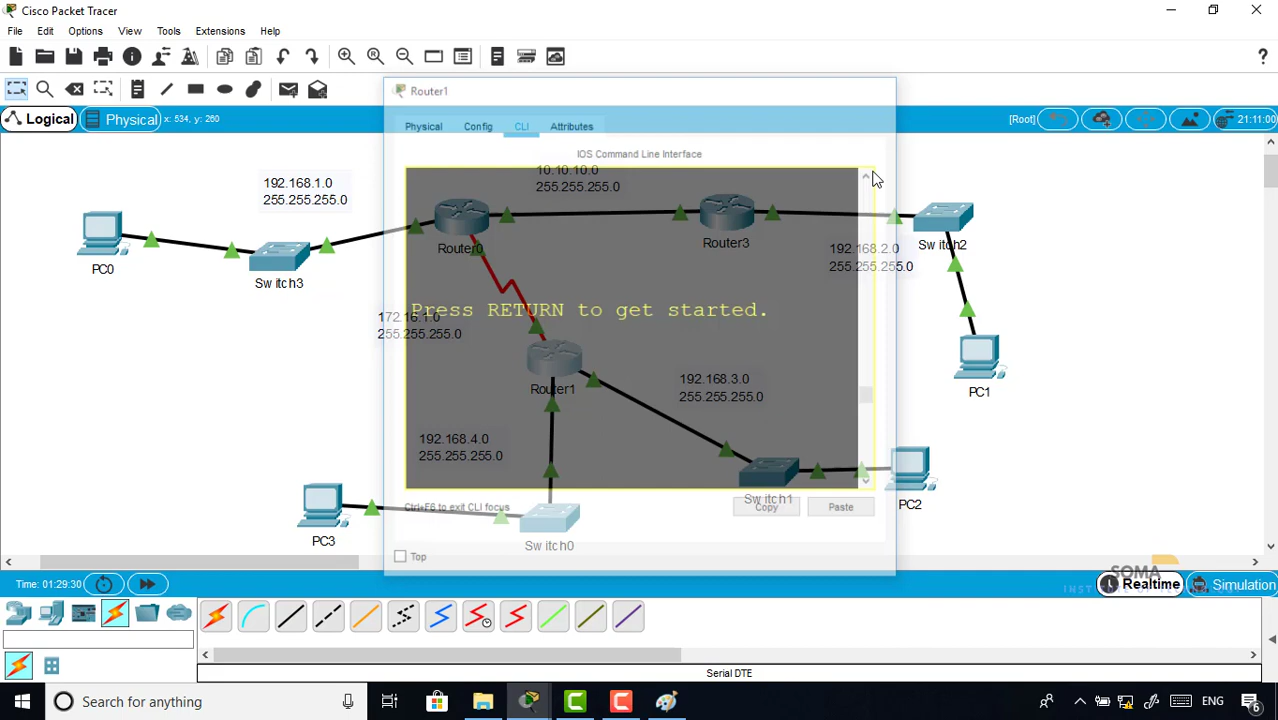 Cisco Packet Tracer
File Edit Options View Tools Extensions Help
Logical Physical x: 534, y: 260 [Root] 21:11:00
Router1
Physical Config CLI Attributes
IOS Command Line Interface
10.10.10.0
255.255.255.0
192.168.1.0
255.255.255.0
PC0
Switch3
Router0
Router3
Switch2
192.168.2.0
255.255.255.0
Press RETURN to get started.
172.16.1.0
255.255.255.0
Router1
192.168.3.0
255.255.255.0
PC1
192.168.4.0
255.255.255.0
Switch1
PC2
Ctrl+F6 to exit CLI focus
Copy Paste
PC3
Switch0
Top
SOMA
Time: 01:29:30 Realtime Simulation
Serial DTE
Search for anything
ENG
6